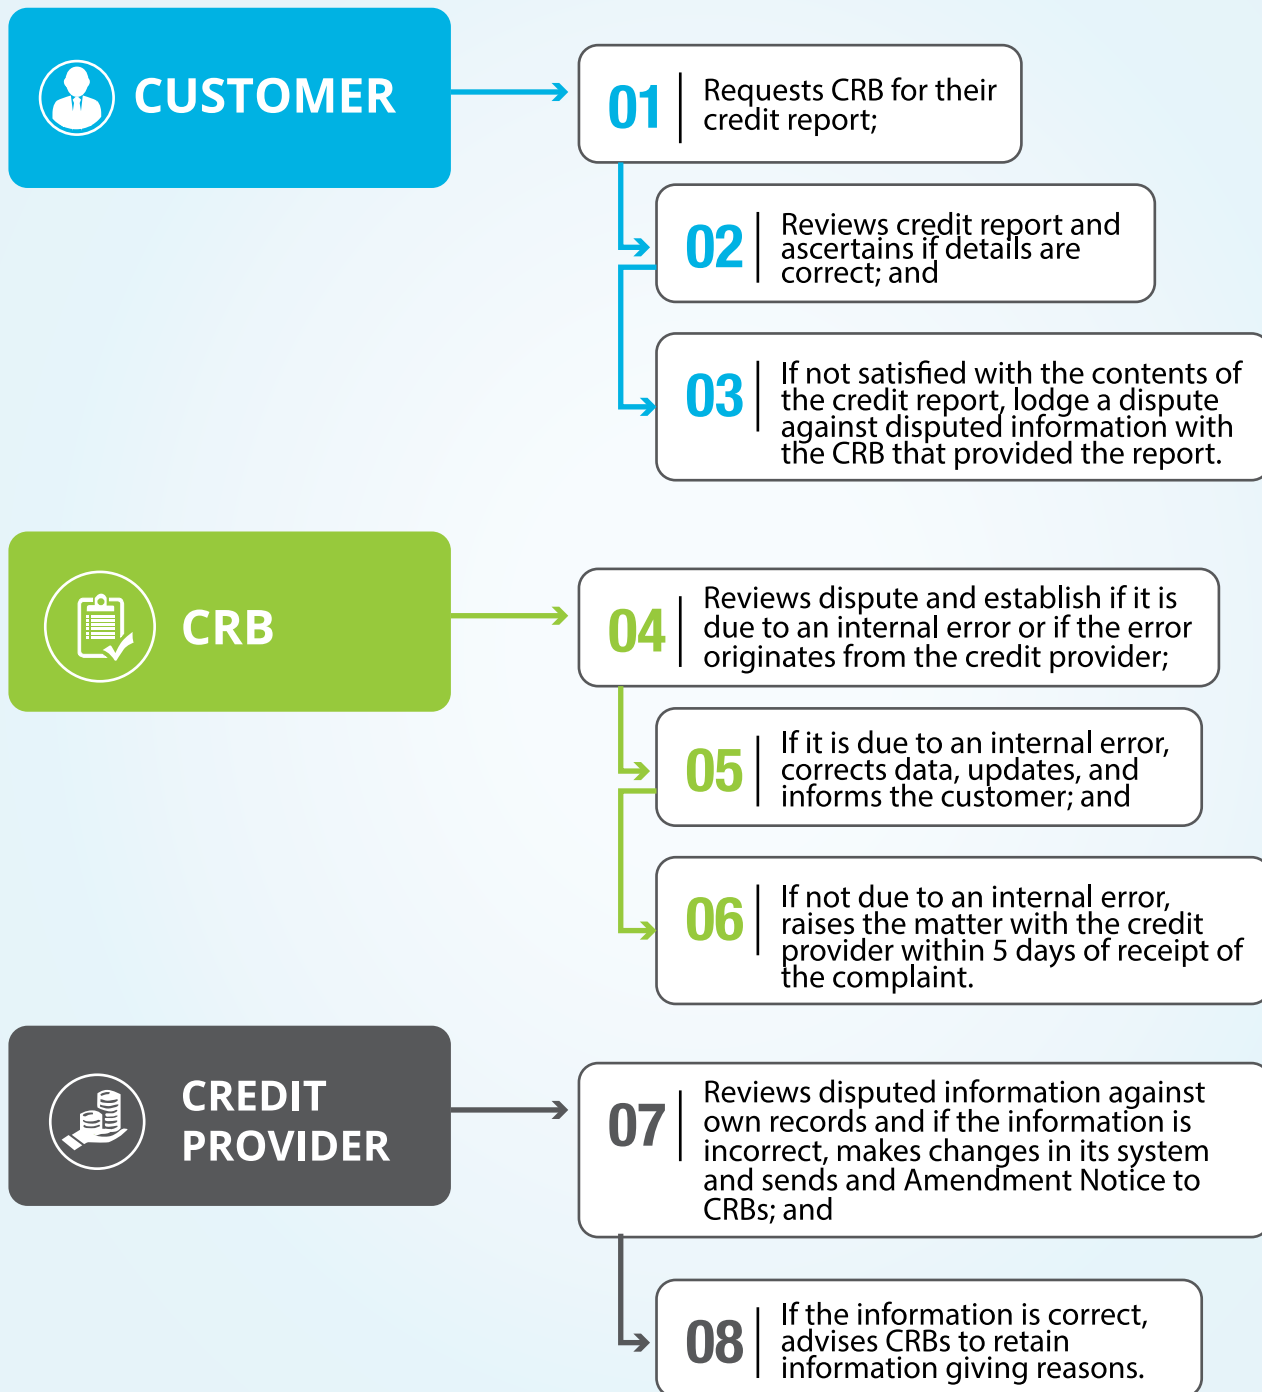 CUSTOMER
01
Requests CRB for their
credit report;
02
Reviews credit report and
ascertains if details are
correct; and
03
If not satisfied with the contents of
the credit report, lodge a dispute
against disputed information with
the CRB that provided the report.
CRB
04
Reviews dispute and establish if it is
due to an internal error or if the error
originates from the credit provider;
05
If it is due to an internal error,
corrects data, updates, and
informs the customer; and
06
If not due to an internal error,
raises the matter with the credit
provider within 5 days of receipt of
the complaint.
CREDIT
PROVIDER
07
Reviews disputed information against
own records and if the information is
incorrect, makes changes in its system
and sends and Amendment Notice to
CRBs; and
08
If the information is correct,
advises CRBs to retain
information giving reasons.